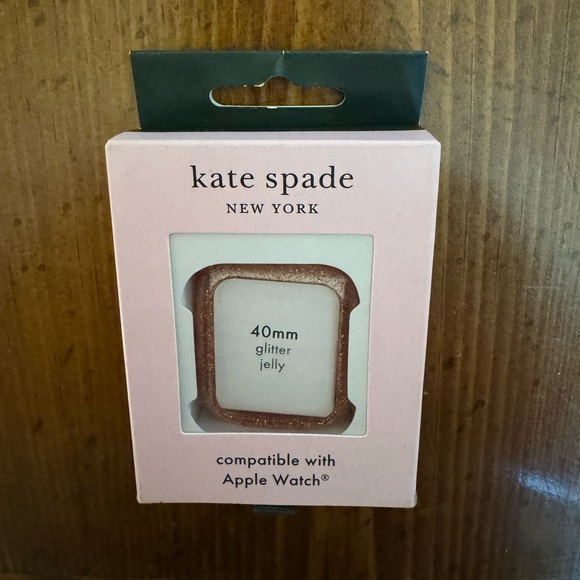 kate spade
NEW YORK
40mm
glitter
jelly
compatible with
Apple Watch®